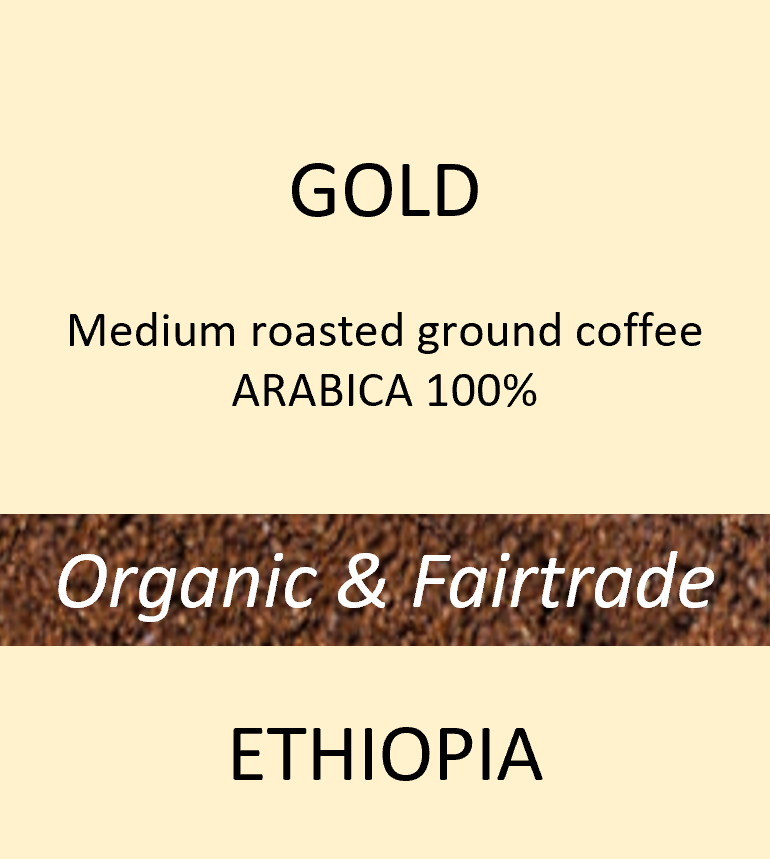 GOLD
Medium roasted ground coffee
ARABICA 100%
Organic & Fairtrade
ETHIOPIA